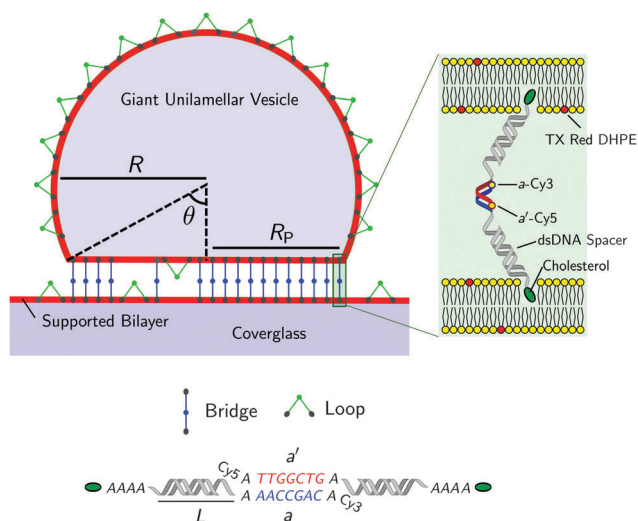 Giant Unilamellar Vesicle
R
θ
R_P
Supported Bilayer
Coverglass
TX Red DHPE
a-Cy3
a′-Cy5
dsDNA Spacer
Cholesterol
Bridge
Loop
a′
Cy5 A TTGGCTG A
AAAA AAAA
A AACCGAC A Cy3
L
a